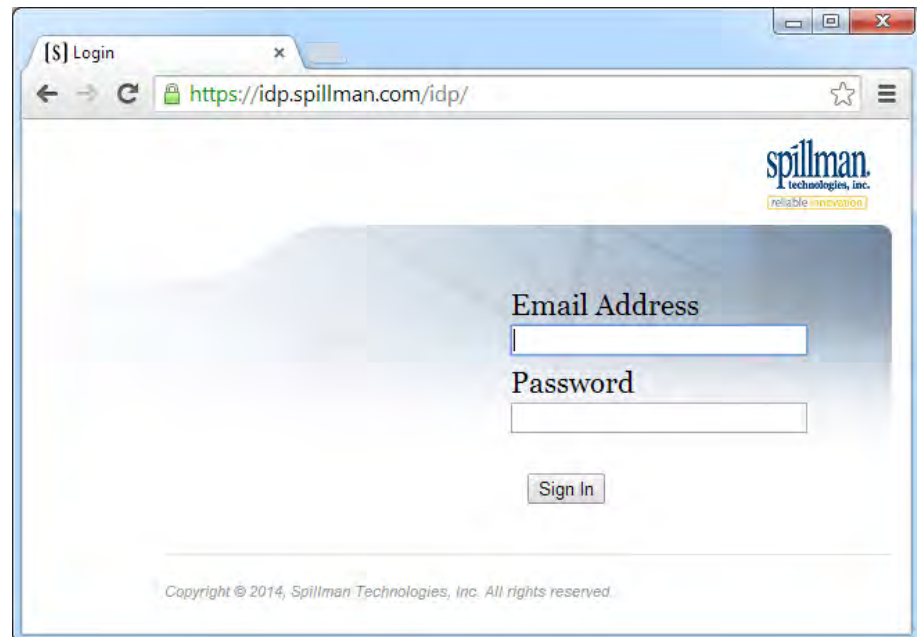 [S] Login
https://idp.spillman.com/idp/
spillman.
technologies, inc.
reliable innovation
Email Address
Password
Sign In
Copyright © 2014, Spillman Technologies, Inc. All rights reserved.